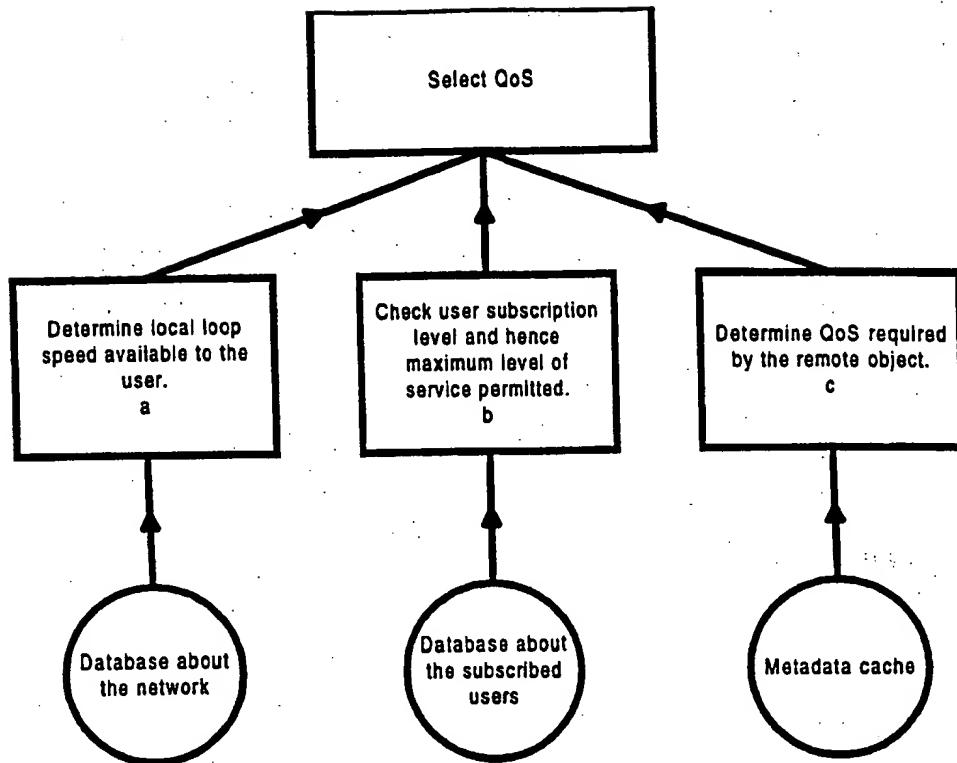 Select QoS
Determine local loop
speed available to the
user.
a
Check user subscription
level and hence
maximum level of
service permitted.
b
Determine QoS required
by the remote object.
c
Database about
the network
Database about
the subscribed
users
Metadata cache